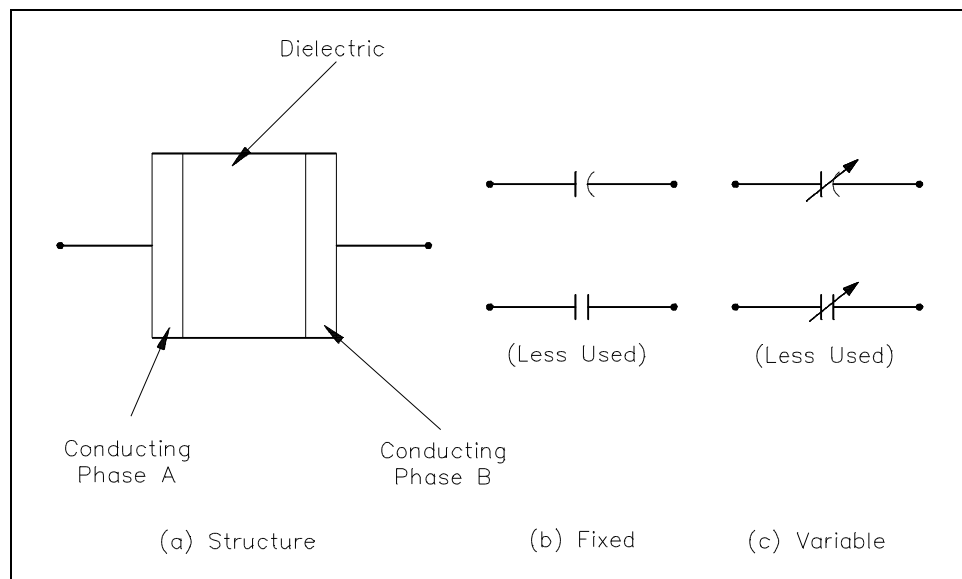 Dielectric
(Less Used)
(Less Used)
Conducting
Phase A
Conducting
Phase B
(a) Structure
(b) Fixed
(c) Variable